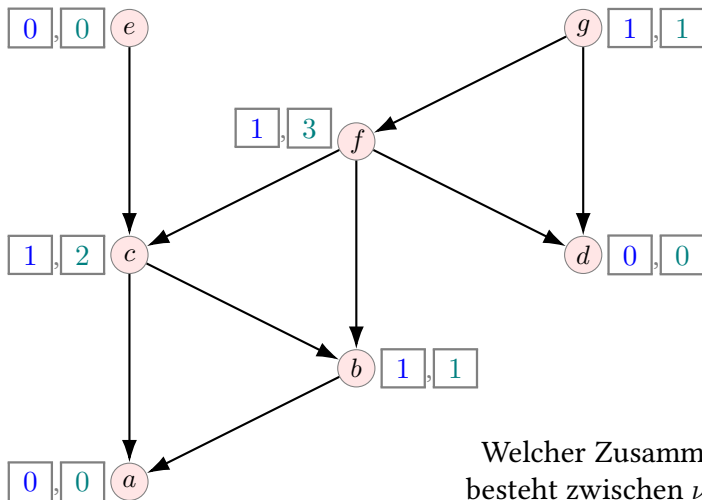 0 , 0 e
g 1 , 1
1 , 3 f
1 , 2 c
d 0 , 0
b 1 , 1
0 , 0 a
Welcher Zusamm
besteht zwischen ν